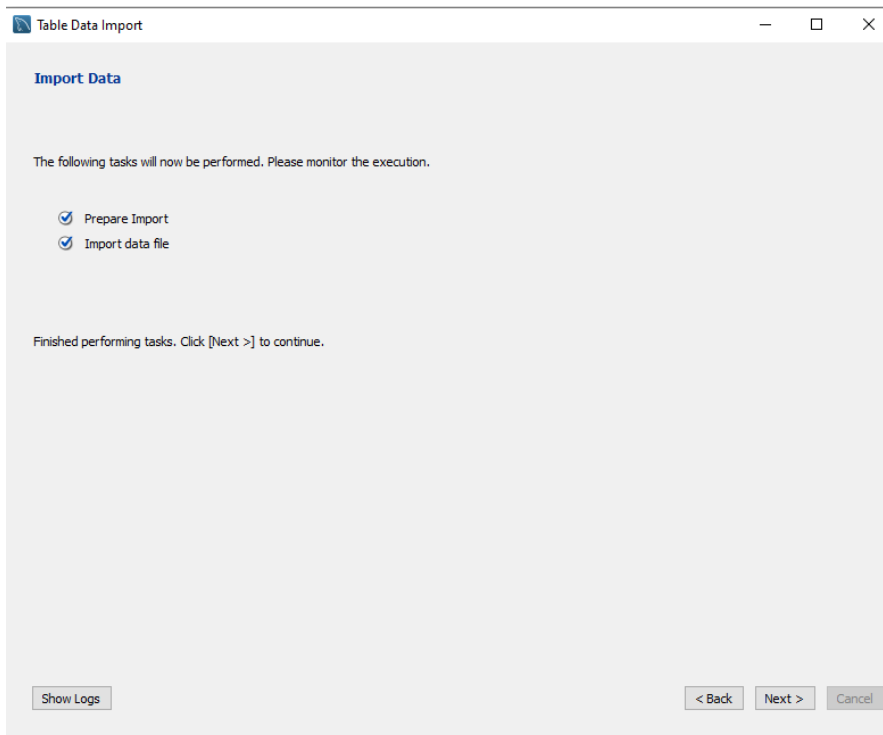 Table Data Import
Import Data
The following tasks will now be performed. Please monitor the execution.
Prepare Import
Import data file
Finished performing tasks. Click [Next >] to continue.
Show Logs
< Back
Next >
Cancel